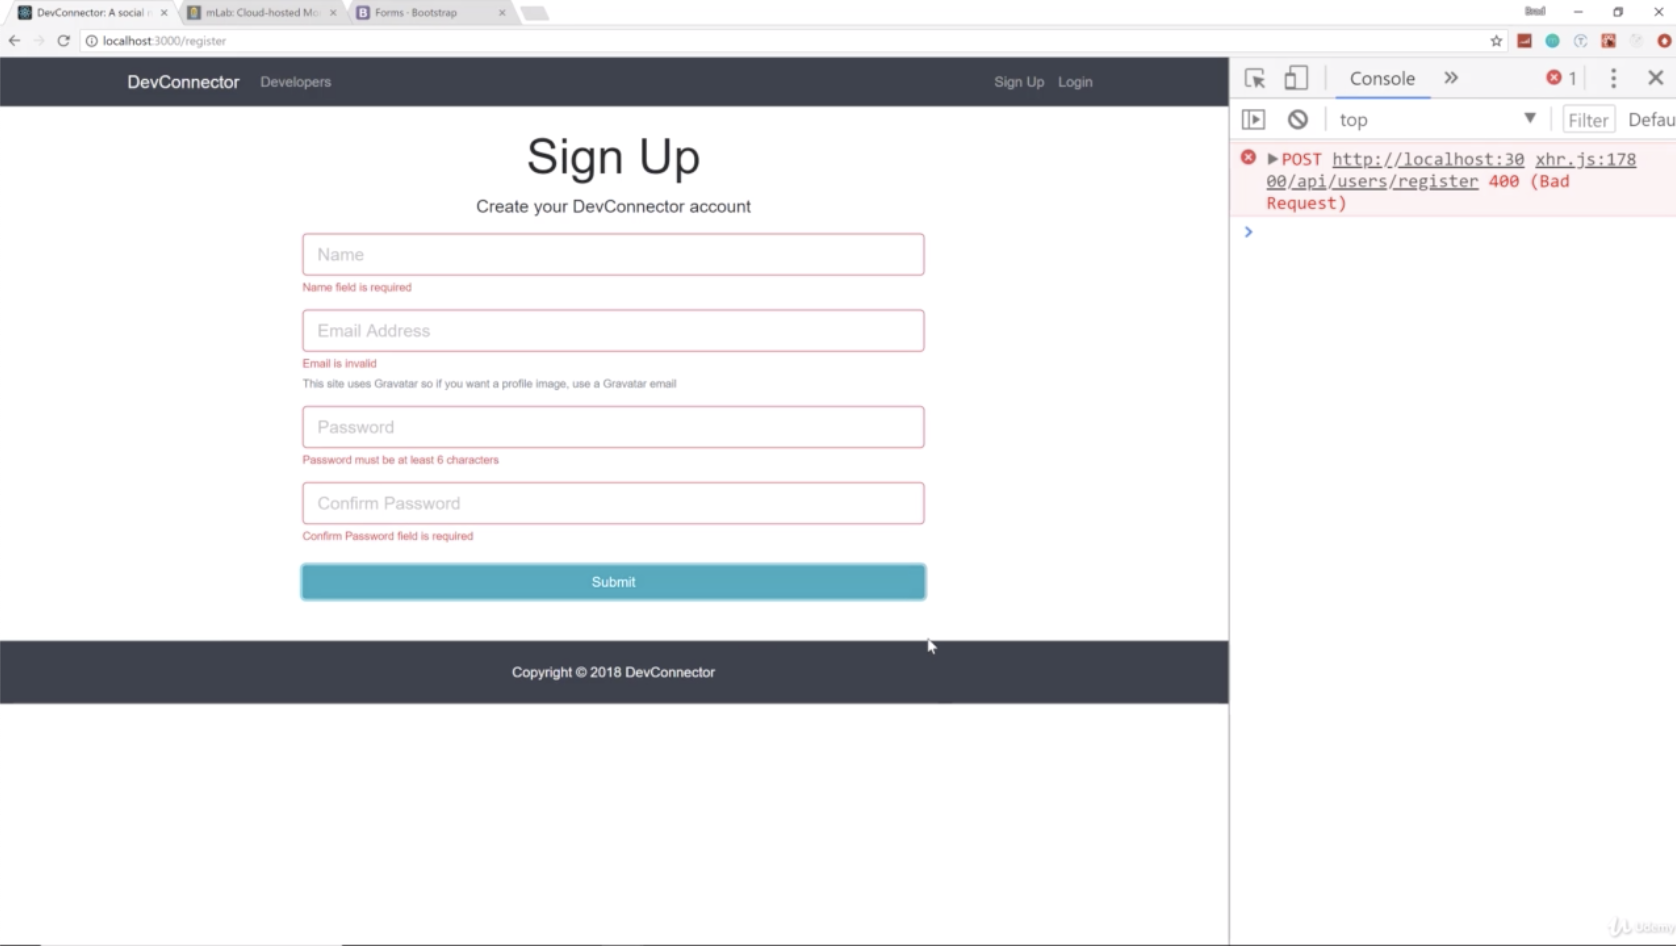 DevConnector: A social
mLab: Cloud-hosted Mo
Forms · Bootstrap
localhost:3000/register
DevConnector
Developers
Sign Up
Login
Console
1
top
Filter
Defau
POST http://localhost:30 xhr.js:178
00/api/users/register 400 (Bad
Request)
Sign Up
Create your DevConnector account
Name
Name field is required
Email Address
Email is invalid
This site uses Gravatar so if you want a profile image, use a Gravatar email
Password
Password must be at least 6 characters
Confirm Password
Confirm Password field is required
Submit
Copyright © 2018 DevConnector
Udemy